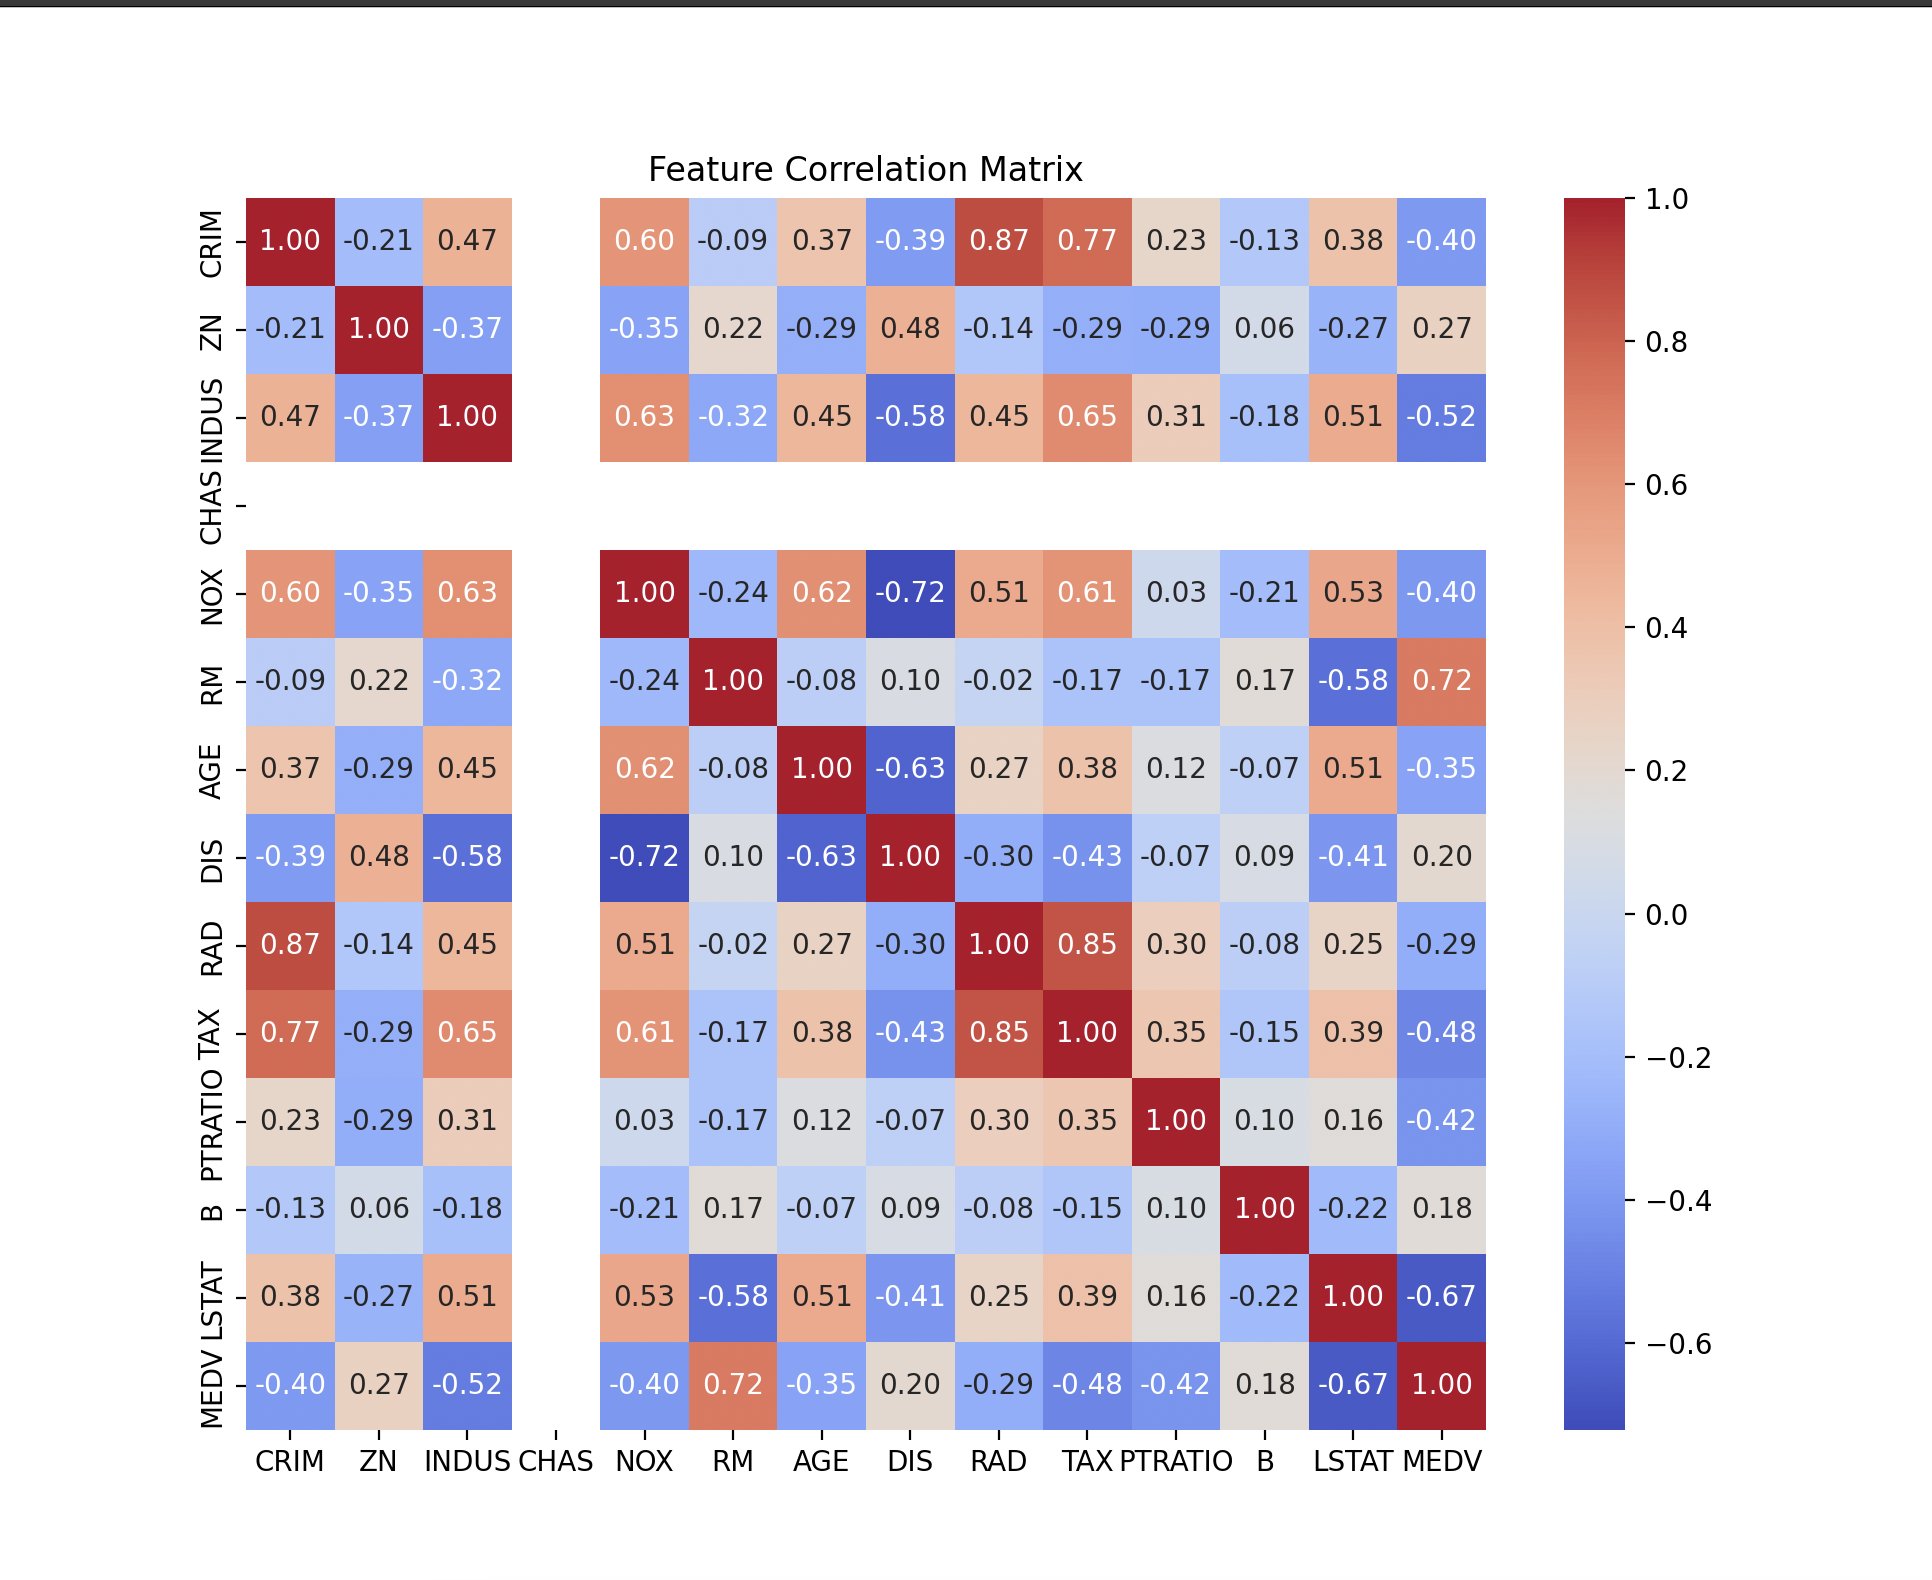 Feature Correlation Matrix
CRIM 1.00 -0.21 0.47 0.60 -0.09 0.37 -0.39 0.87 0.77 0.23 -0.13 0.38 -0.40
ZN -0.21 1.00 -0.37 -0.35 0.22 -0.29 0.48 -0.14 -0.29 -0.29 0.06 -0.27 0.27
INDUS 0.47 -0.37 1.00 0.63 -0.32 0.45 -0.58 0.45 0.65 0.31 -0.18 0.51 -0.52
CHAS
NOX 0.60 -0.35 0.63 1.00 -0.24 0.62 -0.72 0.51 0.61 0.03 -0.21 0.53 -0.40
RM -0.09 0.22 -0.32 -0.24 1.00 -0.08 0.10 -0.02 -0.17 -0.17 0.17 -0.58 0.72
AGE 0.37 -0.29 0.45 0.62 -0.08 1.00 -0.63 0.27 0.38 0.12 -0.07 0.51 -0.35
DIS -0.39 0.48 -0.58 -0.72 0.10 -0.63 1.00 -0.30 -0.43 -0.07 0.09 -0.41 0.20
RAD 0.87 -0.14 0.45 0.51 -0.02 0.27 -0.30 1.00 0.85 0.30 -0.08 0.25 -0.29
TAX 0.77 -0.29 0.65 0.61 -0.17 0.38 -0.43 0.85 1.00 0.35 -0.15 0.39 -0.48
PTRATIO 0.23 -0.29 0.31 0.03 -0.17 0.12 -0.07 0.30 0.35 1.00 0.10 0.16 -0.42
B -0.13 0.06 -0.18 -0.21 0.17 -0.07 0.09 -0.08 -0.15 0.10 1.00 -0.22 0.18
LSTAT 0.38 -0.27 0.51 0.53 -0.58 0.51 -0.41 0.25 0.39 0.16 -0.22 1.00 -0.67
MEDV -0.40 0.27 -0.52 -0.40 0.72 -0.35 0.20 -0.29 -0.48 -0.42 0.18 -0.67 1.00
CRIM ZN INDUS CHAS NOX RM AGE DIS RAD TAX PTRATIO B LSTAT MEDV
1.0
0.8
0.6
0.4
0.2
0.0
−0.2
−0.4
−0.6